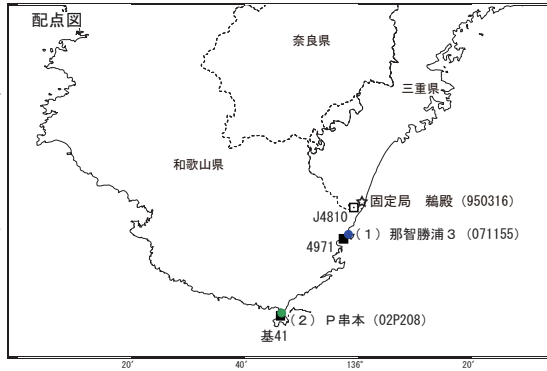 配点図
奈良県
三重県
和歌山県
固定局　鵜殿（950316）
J4810
4971
（１）那智勝浦３（071155）
（２）Ｐ串本（02P208）
基41
20′
40′
136°
20′